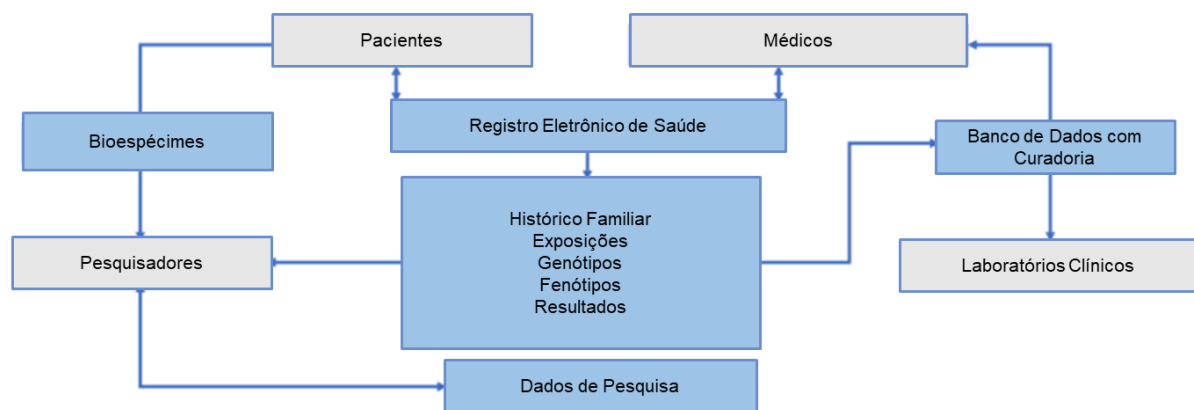 Pacientes
Médicos
Registro Eletrônico de Saúde
Bioespécimes
Banco de Dados com
Curadoria
Histórico Familiar
Exposições
Genótipos
Fenótipos
Resultados
Pesquisadores
Laboratórios Clínicos
Dados de Pesquisa